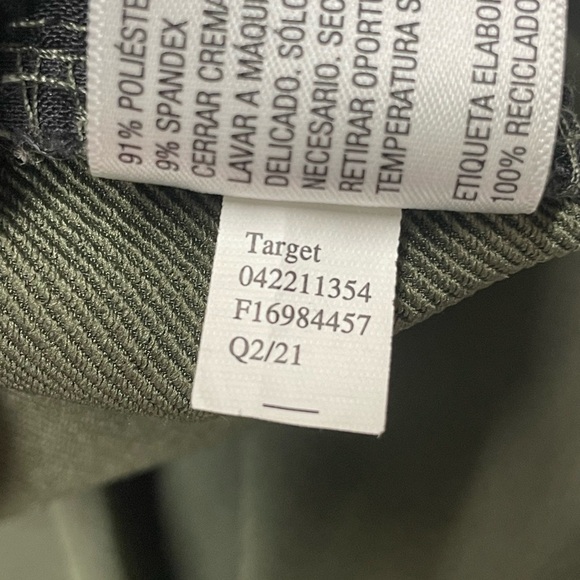 91% POLIÉSTE
9% SPANDEX
CERRAR CREMA
LAVAR A MÁQU
DELICADO. SÓLO
NECESARIO. SEC
RETIRAR OPORT
TEMPERATURA S
ETIQUETA ELABO
100% RECICLADO
Target
042211354
F16984457
Q2/21